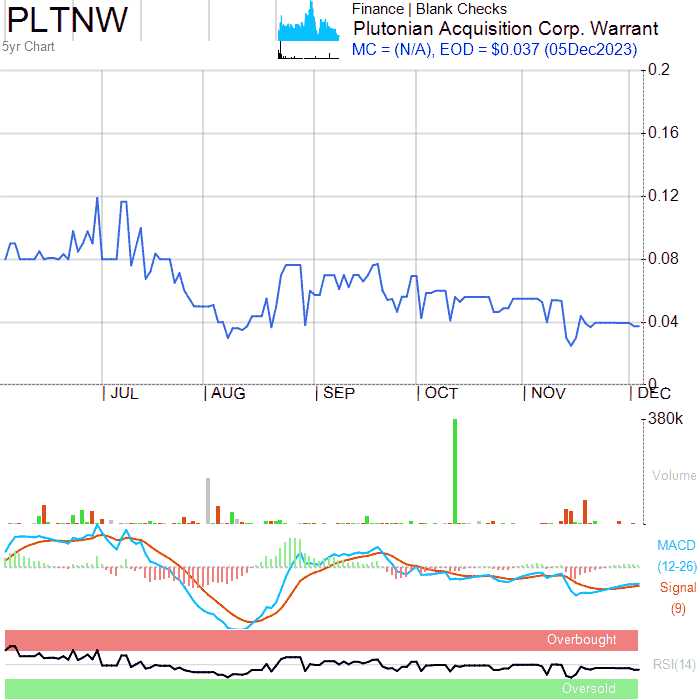 PLTNW
5yr Chart
Finance | Blank Checks
Plutonian Acquisition Corp. Warrant
MC = (N/A), EOD = $0.037 (05Dec2023)
0.2
0.16
0.12
0.08
0.04
0
JUL AUG SEP OCT NOV DEC
380k
Volume
MACD
(12-26)
Signal
(9)
Overbought
RSI(14)
Oversold